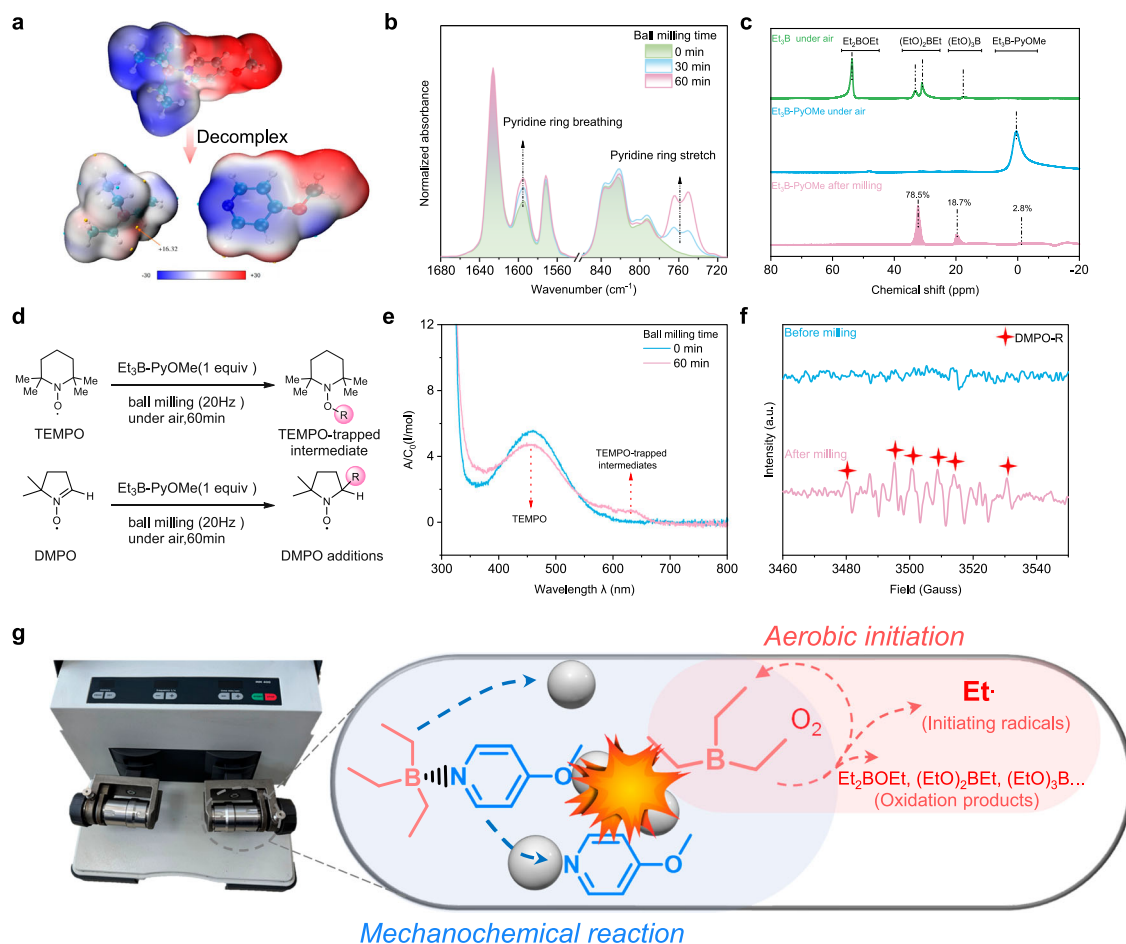 a
Decomplex
+16.32
-30
+30
b
Ball milling time
0 min
30 min
60 min
Pyridine ring breathing
Pyridine ring stretch
Normalized absorbance
1680
1640
1600
1560
840
800
760
720
Wavenumber (cm⁻¹)
c
Et₃B under air
Et₂BOEt
(EtO)₂BEt
(EtO)₃B
Et₃B-PyOMe
Et₃B-PyOMe under air
Et₃B-PyOMe after milling
78.5%
18.7%
2.8%
80
60
40
20
0
-20
Chemical shift (ppm)
d
Me
Me
N
Me
Me
O
TEMPO
Et₃B-PyOMe(1 equiv )
ball milling (20Hz )
under air,60min
Me
Me
N
Me
Me
O
R
TEMPO-trapped
intermediate
N
H
O
DMPO
Et₃B-PyOMe(1 equiv )
ball milling (20Hz )
under air,60min
R
N
H
O
DMPO additions
e
Ball milling time
0 min
60 min
TEMPO-trapped
intermediates
TEMPO
A/C₀(l/mol)
12
8
4
0
300
400
500
600
700
800
Wavelength λ (nm)
f
Before milling
DMPO-R
After milling
Intensity (a.u.)
3460
3480
3500
3520
3540
Field (Gauss)
g
Aerobic initiation
B
N
O
B
O₂
Et·
(Initiating radicals)
Et₂BOEt, (EtO)₂BEt, (EtO)₃B...
(Oxidation products)
N
O
Mechanochemical reaction